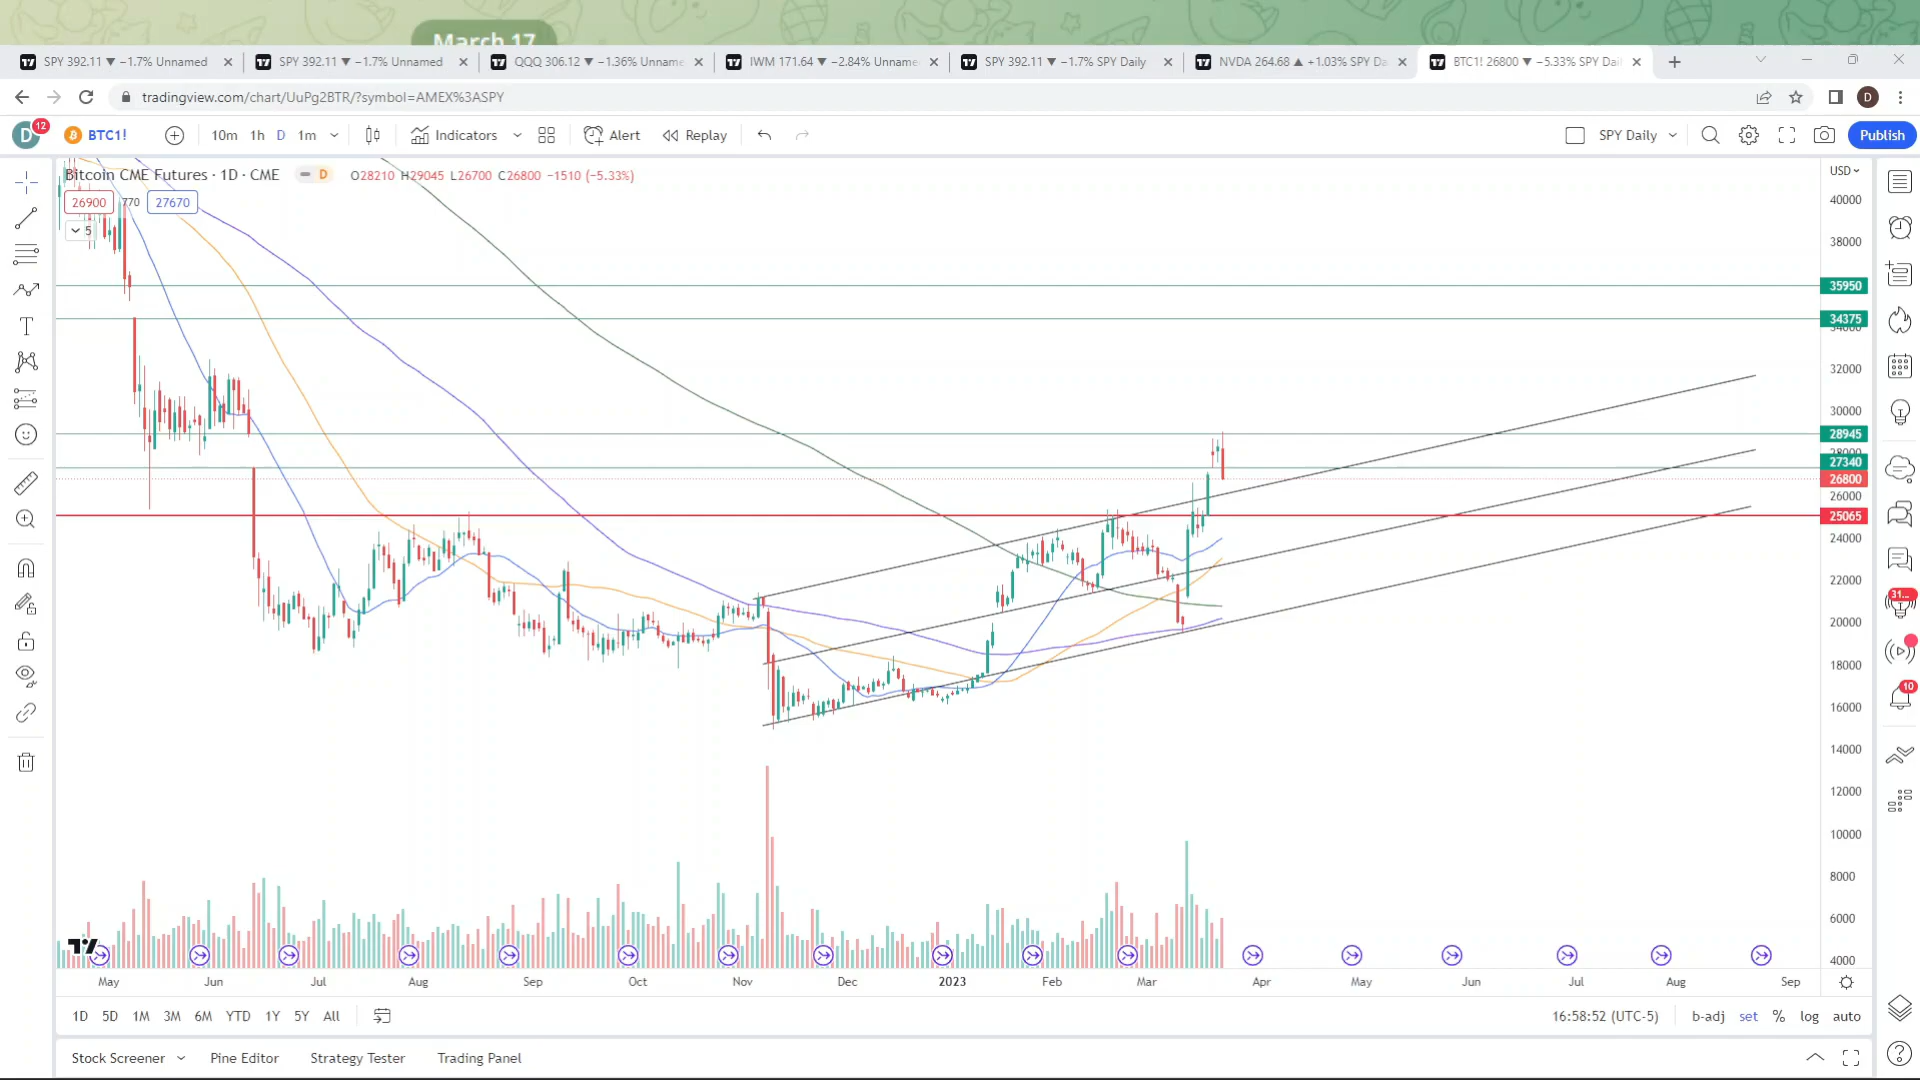 March 17
SPY 392.11 ▼ −1.7% Unnamed
SPY 392.11 ▼ −1.7% Unnamed
QQQ 306.12 ▼ −1.36% Unname
IWM 171.64 ▼ −2.84% Unname
SPY 392.11 ▼ −1.7% SPY Daily
NVDA 264.68 ▲ +1.03% SPY Da
BTC1! 26800 ▼ −5.33% SPY Dai
tradingview.com/chart/UuPg2BTR/?symbol=AMEX%3ASPY
D
D
12
BTC1!
10m
1h
D
1m
Indicators
Alert
Replay
SPY Daily
Publish
Bitcoin CME Futures · 1D · CME
D
O28210 H29045 L26700 C26800 −1510 (−5.33%)
26900
770
27670
5
USD
40000
38000
35950
34375
34000
32000
30000
28945
28000
27340
26800
26000
25065
24000
22000
20000
18000
16000
14000
12000
10000
8000
6000
4000
31...
10
May
Jun
Jul
Aug
Sep
Oct
Nov
Dec
2023
Feb
Mar
Apr
May
Jun
Jul
Aug
Sep
1D
5D
1M
3M
6M
YTD
1Y
5Y
All
16:58:52 (UTC-5)
b-adj
set
%
log
auto
Stock Screener
Pine Editor
Strategy Tester
Trading Panel